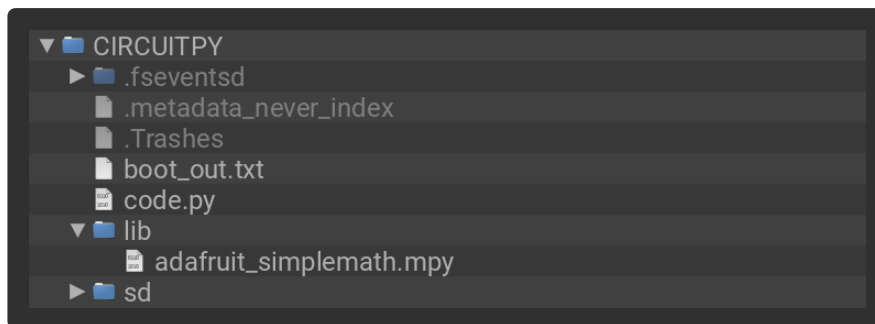 CIRCUITPY
.fseventsd
.metadata_never_index
.Trashes
boot_out.txt
code.py
lib
adafruit_simplemath.mpy
sd